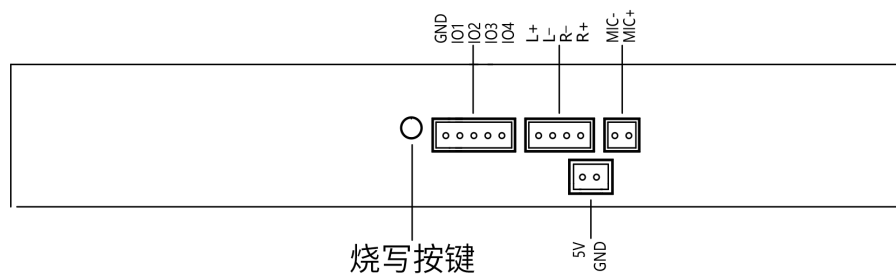 GND
IO1
IO2
IO3
IO4
L+
L-
R-
R+
MIC-
MIC+
5V
GND
烧写按键